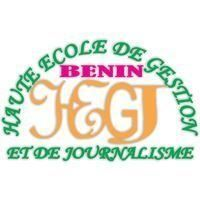 HAUTE ECOLE DE GESTION
BENIN
HEGJ
ET DE JOURNALISME